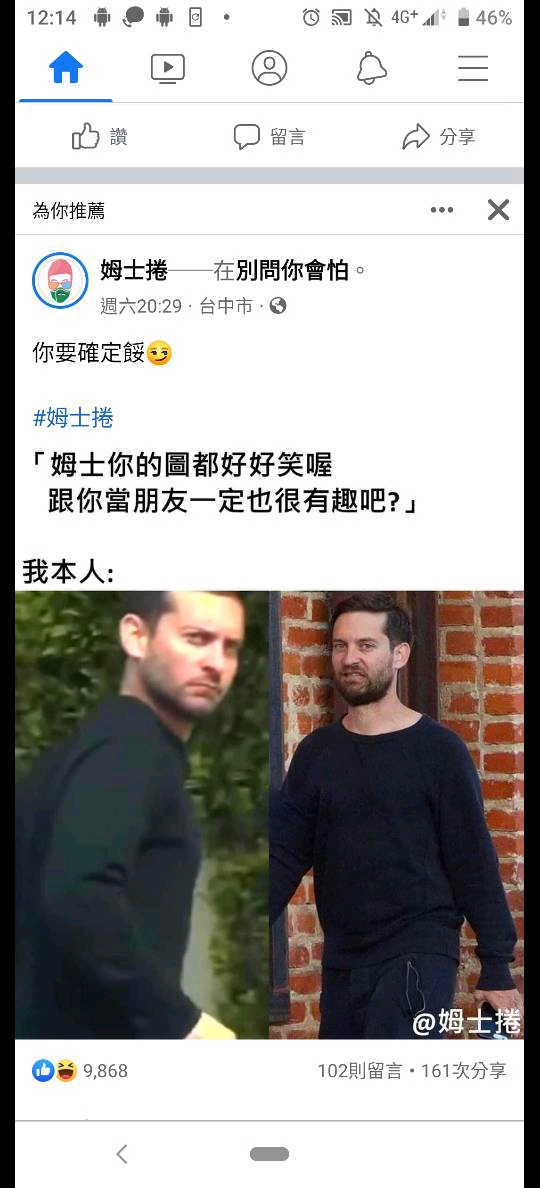 12:14
4G+ 46%
讚 留言 分享
為你推薦
姆士捲——在別問你會怕。
週六20:29 · 台中市 ·
你要確定餒
#姆士捲
「姆士你的圖都好好笑喔
跟你當朋友一定也很有趣吧?」
我本人:
@姆士捲
9,868 102則留言 • 161次分享